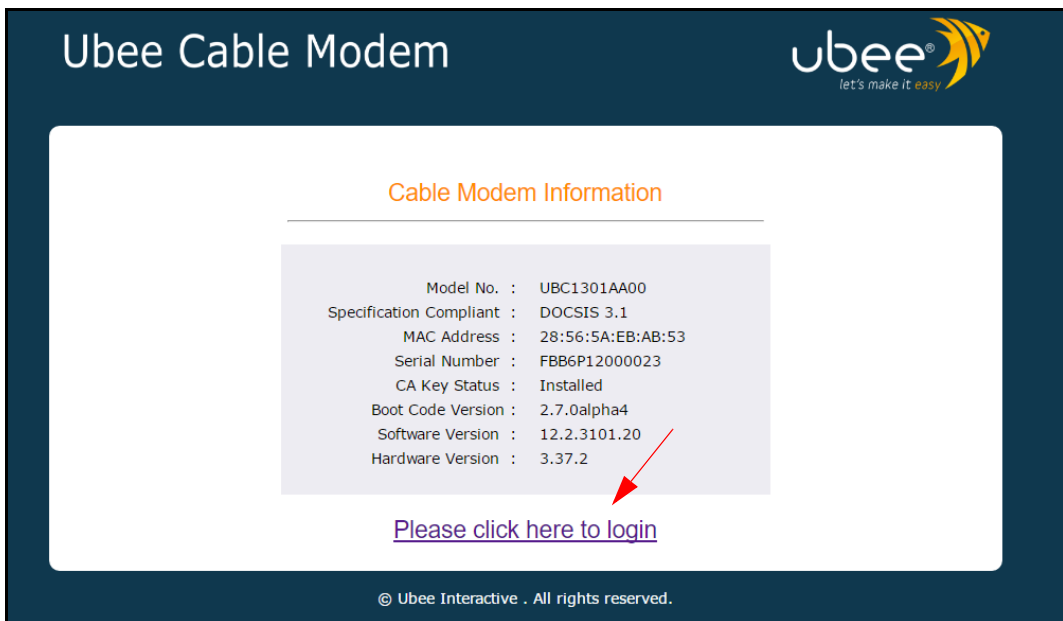 Ubee Cable Modem
ubee®
let's make it easy
Cable Modem Information
Model No. : UBC1301AA00
Specification Compliant : DOCSIS 3.1
MAC Address : 28:56:5A:EB:AB:53
Serial Number : FBB6P12000023
CA Key Status : Installed
Boot Code Version : 2.7.0alpha4
Software Version : 12.2.3101.20
Hardware Version : 3.37.2
Please click here to login
© Ubee Interactive . All rights reserved.